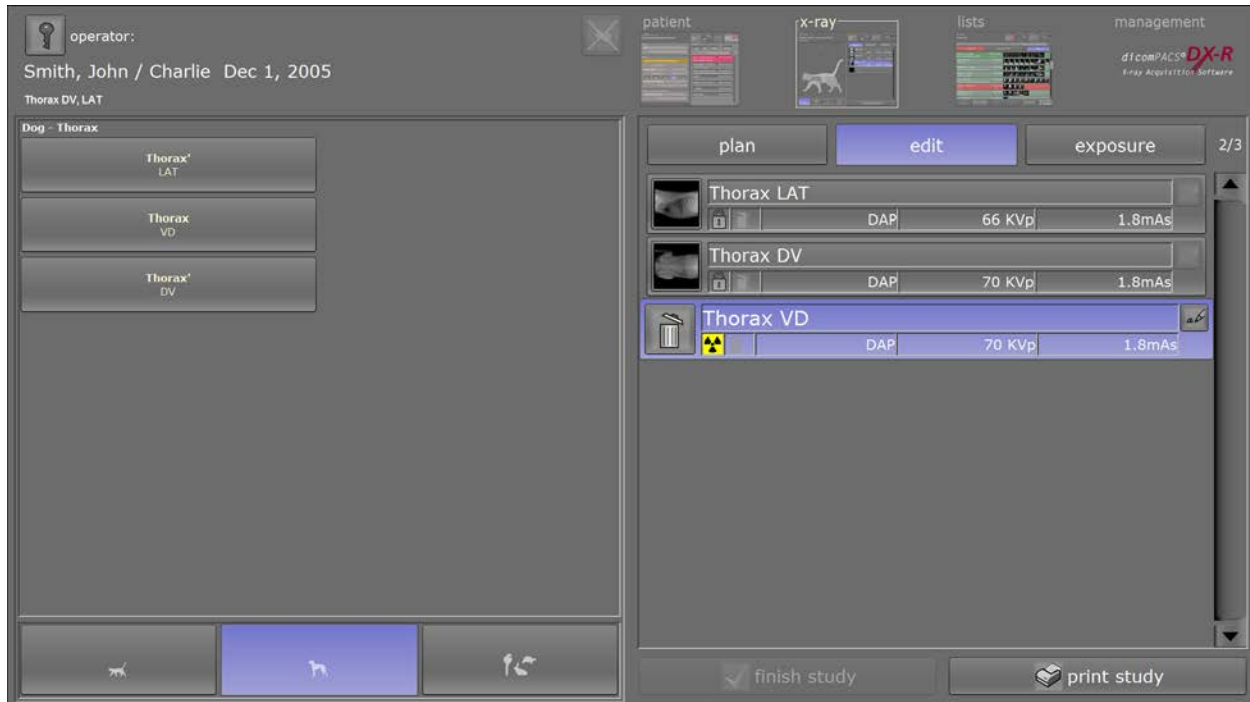 operator:
Smith, John / Charlie Dec 1, 2005
Thorax DV, LAT
patient
x-ray
lists
management
dicomPACS® DX-R
X-ray Acquisition Software
Dog - Thorax
Thorax'
LAT
Thorax
VD
Thorax'
DV
plan
edit
exposure
2/3
Thorax LAT
DAP 66 KVp 1.8mAs
Thorax DV
DAP 70 KVp 1.8mAs
Thorax VD
DAP 70 KVp 1.8mAs
finish study
print study